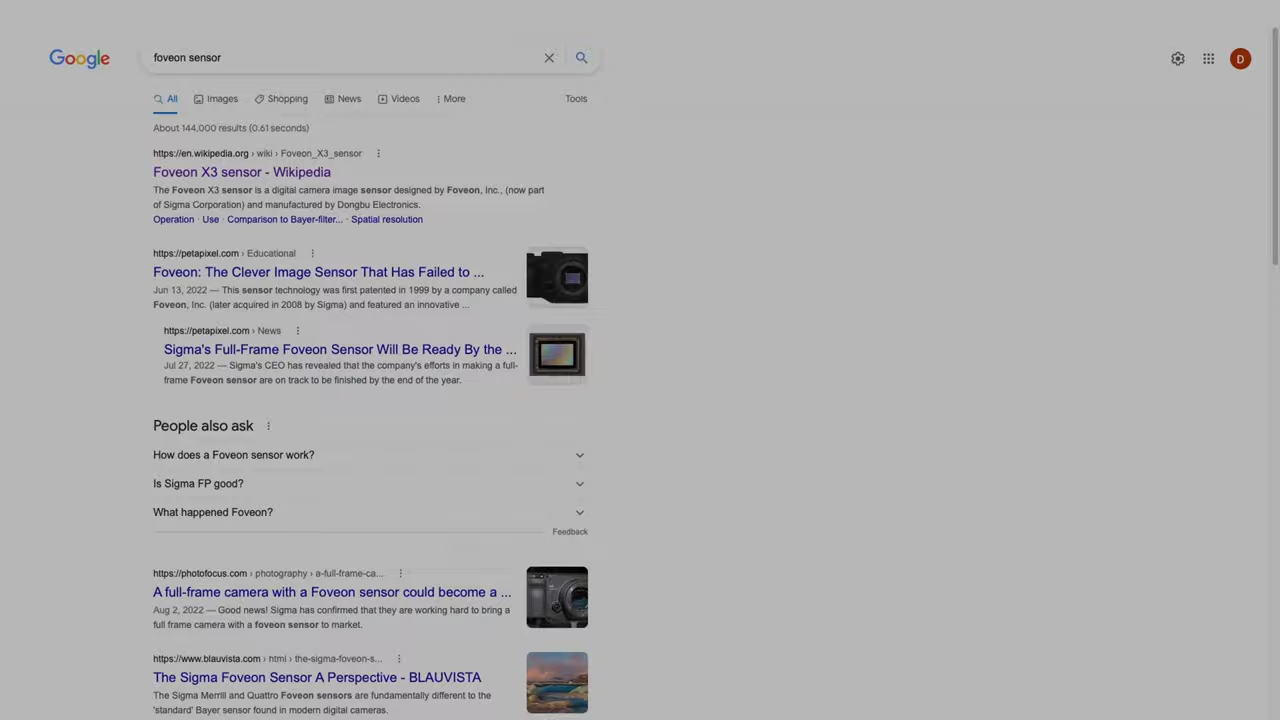 Google
foveon sensor
D
All Images Shopping News Videos More Tools
About 144,000 results (0.61 seconds)
https://en.wikipedia.org › wiki › Foveon_X3_sensor
Foveon X3 sensor - Wikipedia
The Foveon X3 sensor is a digital camera image sensor designed by Foveon, Inc., (now part
of Sigma Corporation) and manufactured by Dongbu Electronics.
Operation · Use · Comparison to Bayer-filter... · Spatial resolution
https://petapixel.com › Educational
Foveon: The Clever Image Sensor That Has Failed to ...
Jun 13, 2022 — This sensor technology was first patented in 1999 by a company called
Foveon, Inc. (later acquired in 2008 by Sigma) and featured an innovative ...
https://petapixel.com › News
Sigma's Full-Frame Foveon Sensor Will Be Ready By the ...
Jul 27, 2022 — Sigma's CEO has revealed that the company's efforts in making a full-
frame Foveon sensor are on track to be finished by the end of the year.
People also ask
How does a Foveon sensor work?
Is Sigma FP good?
What happened Foveon?
Feedback
https://photofocus.com › photography › a-full-frame-ca...
A full-frame camera with a Foveon sensor could become a ...
Aug 2, 2022 — Good news! Sigma has confirmed that they are working hard to bring a
full frame camera with a foveon sensor to market.
https://www.blauvista.com › html › the-sigma-foveon-s...
The Sigma Foveon Sensor A Perspective - BLAUVISTA
The Sigma Merrill and Quattro Foveon sensors are fundamentally different to the
'standard' Bayer sensor found in modern digital cameras.